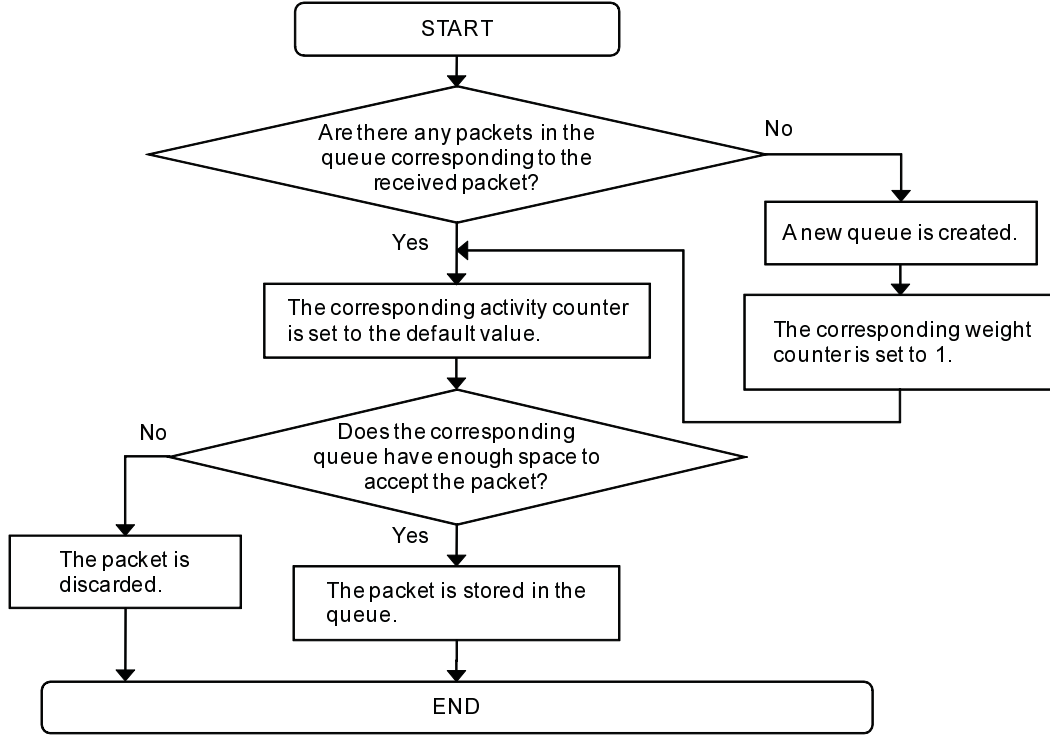 START
Are there any packets in the
queue corresponding to the
received packet?
No
Yes
A new queue is created.
The corresponding activity counter
is set to the default value.
The corresponding weight
counter is set to 1.
No
Does the corresponding
queue have enough space to
accept the packet?
Yes
The packet is
discarded.
The packet is stored in the
queue.
END